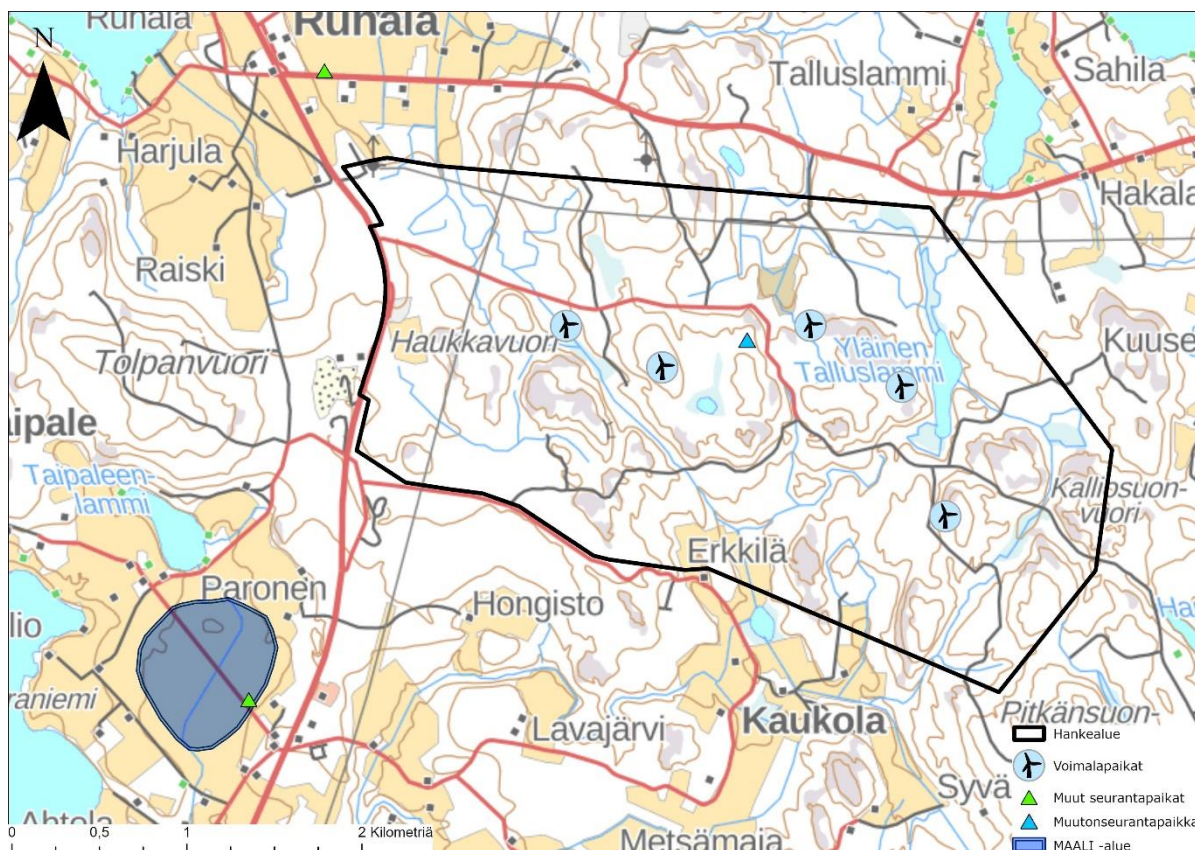 Runala
Runala
N
Talluslammi
Sahila
Harjula
Hakala
Raiski
Haukkavuori
Tolpanvuori
Yläinen
Talluslammi
Kuuse
aipale
Taipaleen-
lammi
Kalliosuon-
vuori
Erkkilä
Paronen
Hongisto
Ha
lio
raniemi
Lavajärvi
Kaukola
Pitkänsuon-
Hankealue
Voimalapaikat
Syvä
Muut seurantapaikat
Muutonseurantapaikka
Ahtola
Metsämaja
MAALI -alue
0 0,5 1 2 Kilometriä